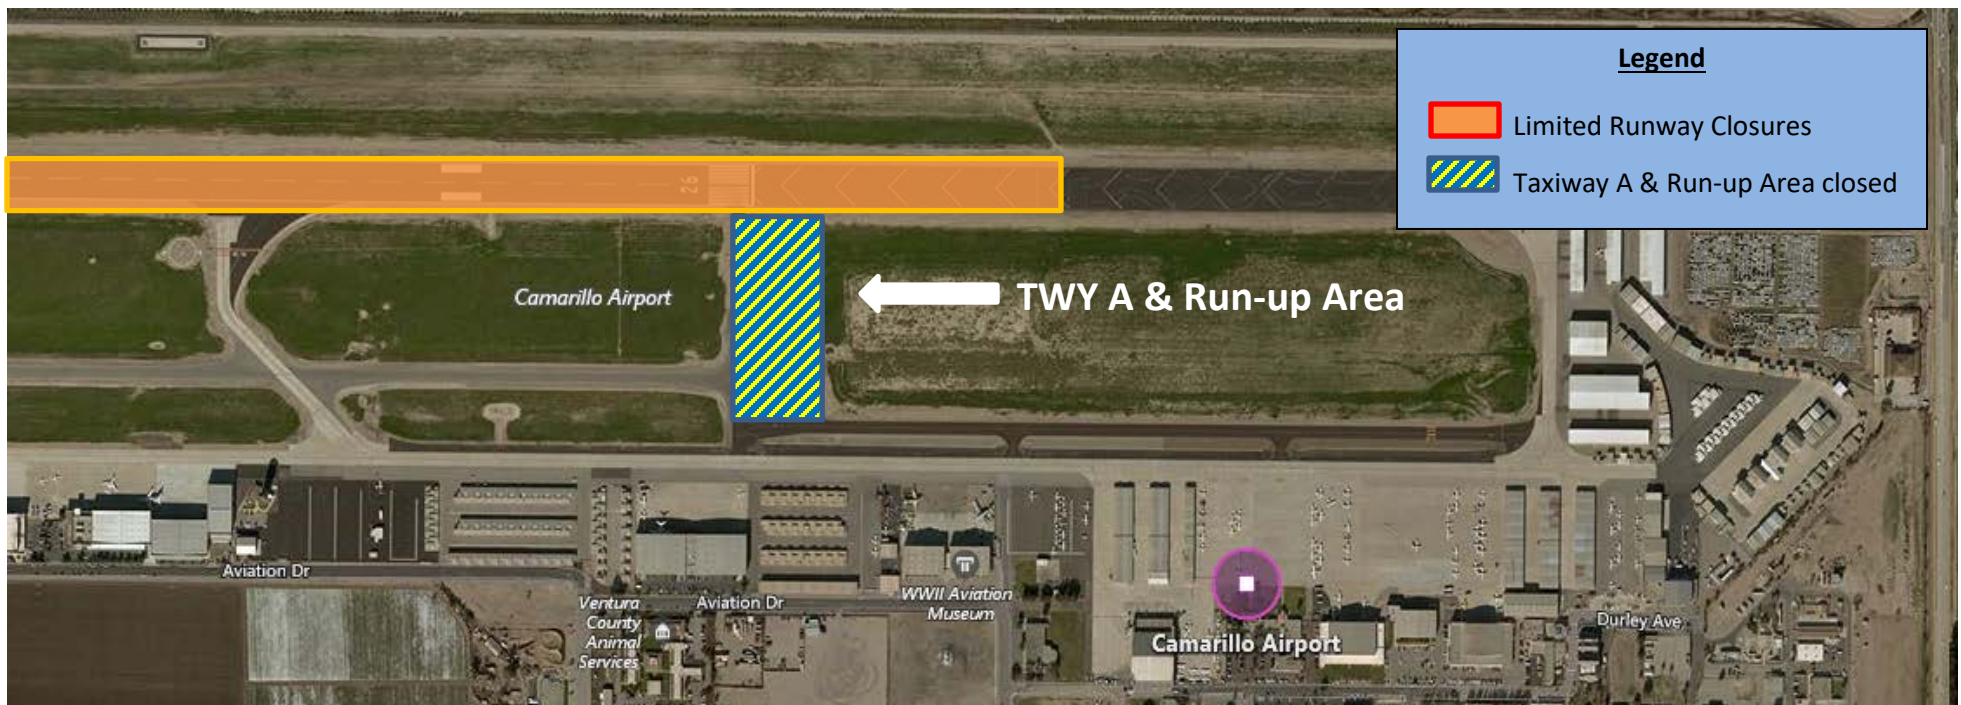 Legend
Limited Runway Closures
Taxiway A & Run-up Area closed
26
Camarillo Airport
TWY A & Run-up Area
Aviation Dr
Aviation Dr
WWII Aviation
Museum
Ventura
County
Animal
Services
Durley Ave
Camarillo Airport